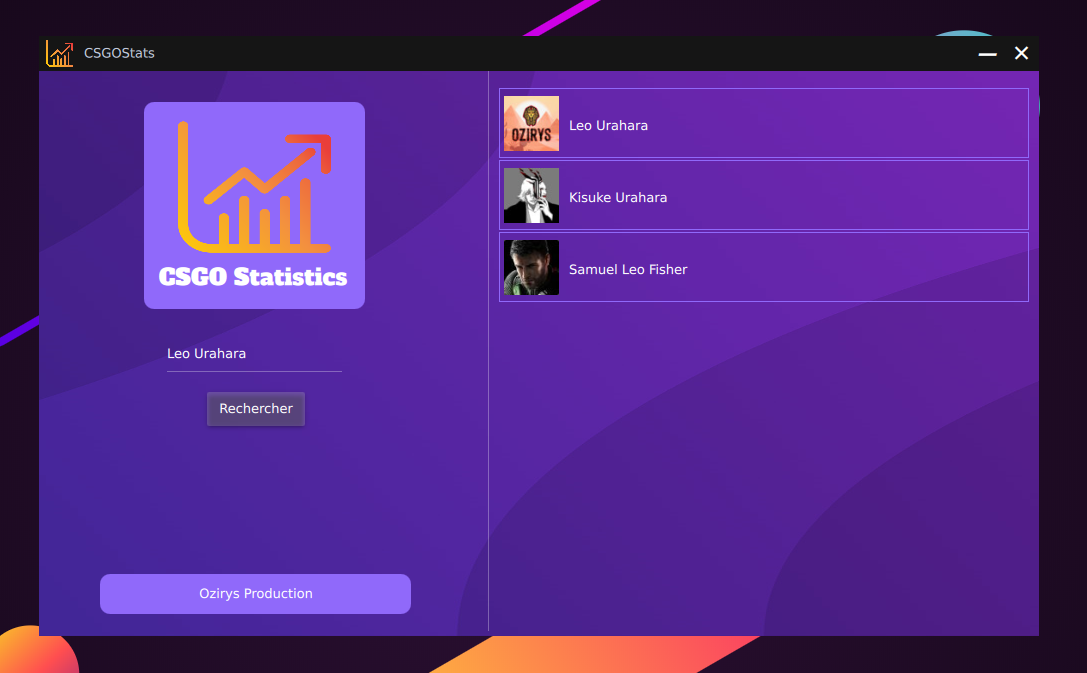 CSGOStats
CSGO Statistics
Leo Urahara
Rechercher
Ozirys Production
OZIRYS
Leo Urahara
Kisuke Urahara
Samuel Leo Fisher